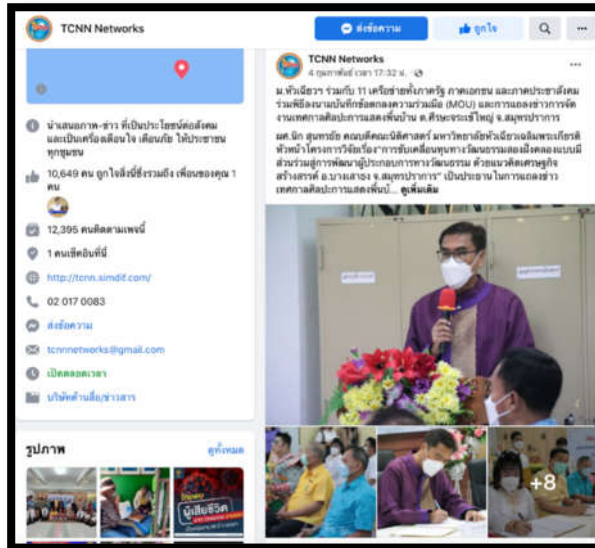 TCNN Networks
ส่งข้อความ
ถูกใจ
นำเสนอภาพ-ข่าว ที่เป็นประโยชน์ต่อสังคม
และเป็นเครื่องเตือนใจ เตือนภัย ให้ประชาชน
ทุกชุมชน
10,649 คน ถูกใจสิ่งนี้ซึ่งรวมถึง เพื่อนของคุณ 1
คน
12,395 คนติดตามเพจนี้
1 คนเช็คอินที่นี่
http://tcnn.simdif.com/
02 017 0083
ส่งข้อความ
tcnnnetworks@gmail.com
เปิดตลอดเวลา
บริษัทด้านสื่อ/ข่าวสาร
รูปภาพ
ดูทั้งหมด
ผู้เสียชีวิต
TCNN Networks
4 กุมภาพันธ์ เวลา 17:32 น.
ม.หัวเฉียวฯ ร่วมกับ 11 เครือข่ายทั้งภาครัฐ ภาคเอกชน และภาคประชาสังคม
ร่วมพิธีลงนามบันทึกข้อตกลงความร่วมมือ (MOU) และการแถลงข่าวการจัด
งานเทศกาลศิลปะการแสดงพื้นบ้าน ต.ศีรษะจระเข้ใหญ่ จ.สมุทรปราการ
ผศ.นิก สุนทรธัย คณบดีคณะนิติศาสตร์ มหาวิทยาลัยหัวเฉียวเฉลิมพระเกียรติ
หัวหน้าโครงการวิจัยเรื่อง"การขับเคลื่อนทุนทางวัฒนธรรมสองฝั่งคลองแบบมี
ส่วนร่วมสู่การพัฒนาผู้ประกอบการทางวัฒนธรรม ด้วยแนวคิดเศรษฐกิจ
สร้างสรรค์ อ.บางเสาธง จ.สมุทรปราการ" เป็นประธานในการแถลงข่าว
เทศกาลศิลปะการแสดงพื้นบ้... ดูเพิ่มเติม
+8